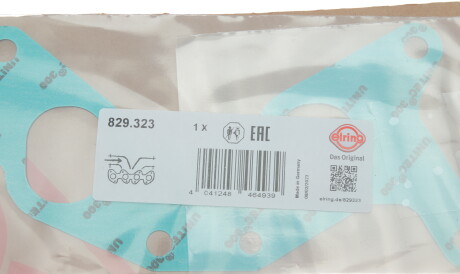 829.323
1 X
EAC
elring
Das Original
Made in Germany
4 041248 464939
elring.de/829323